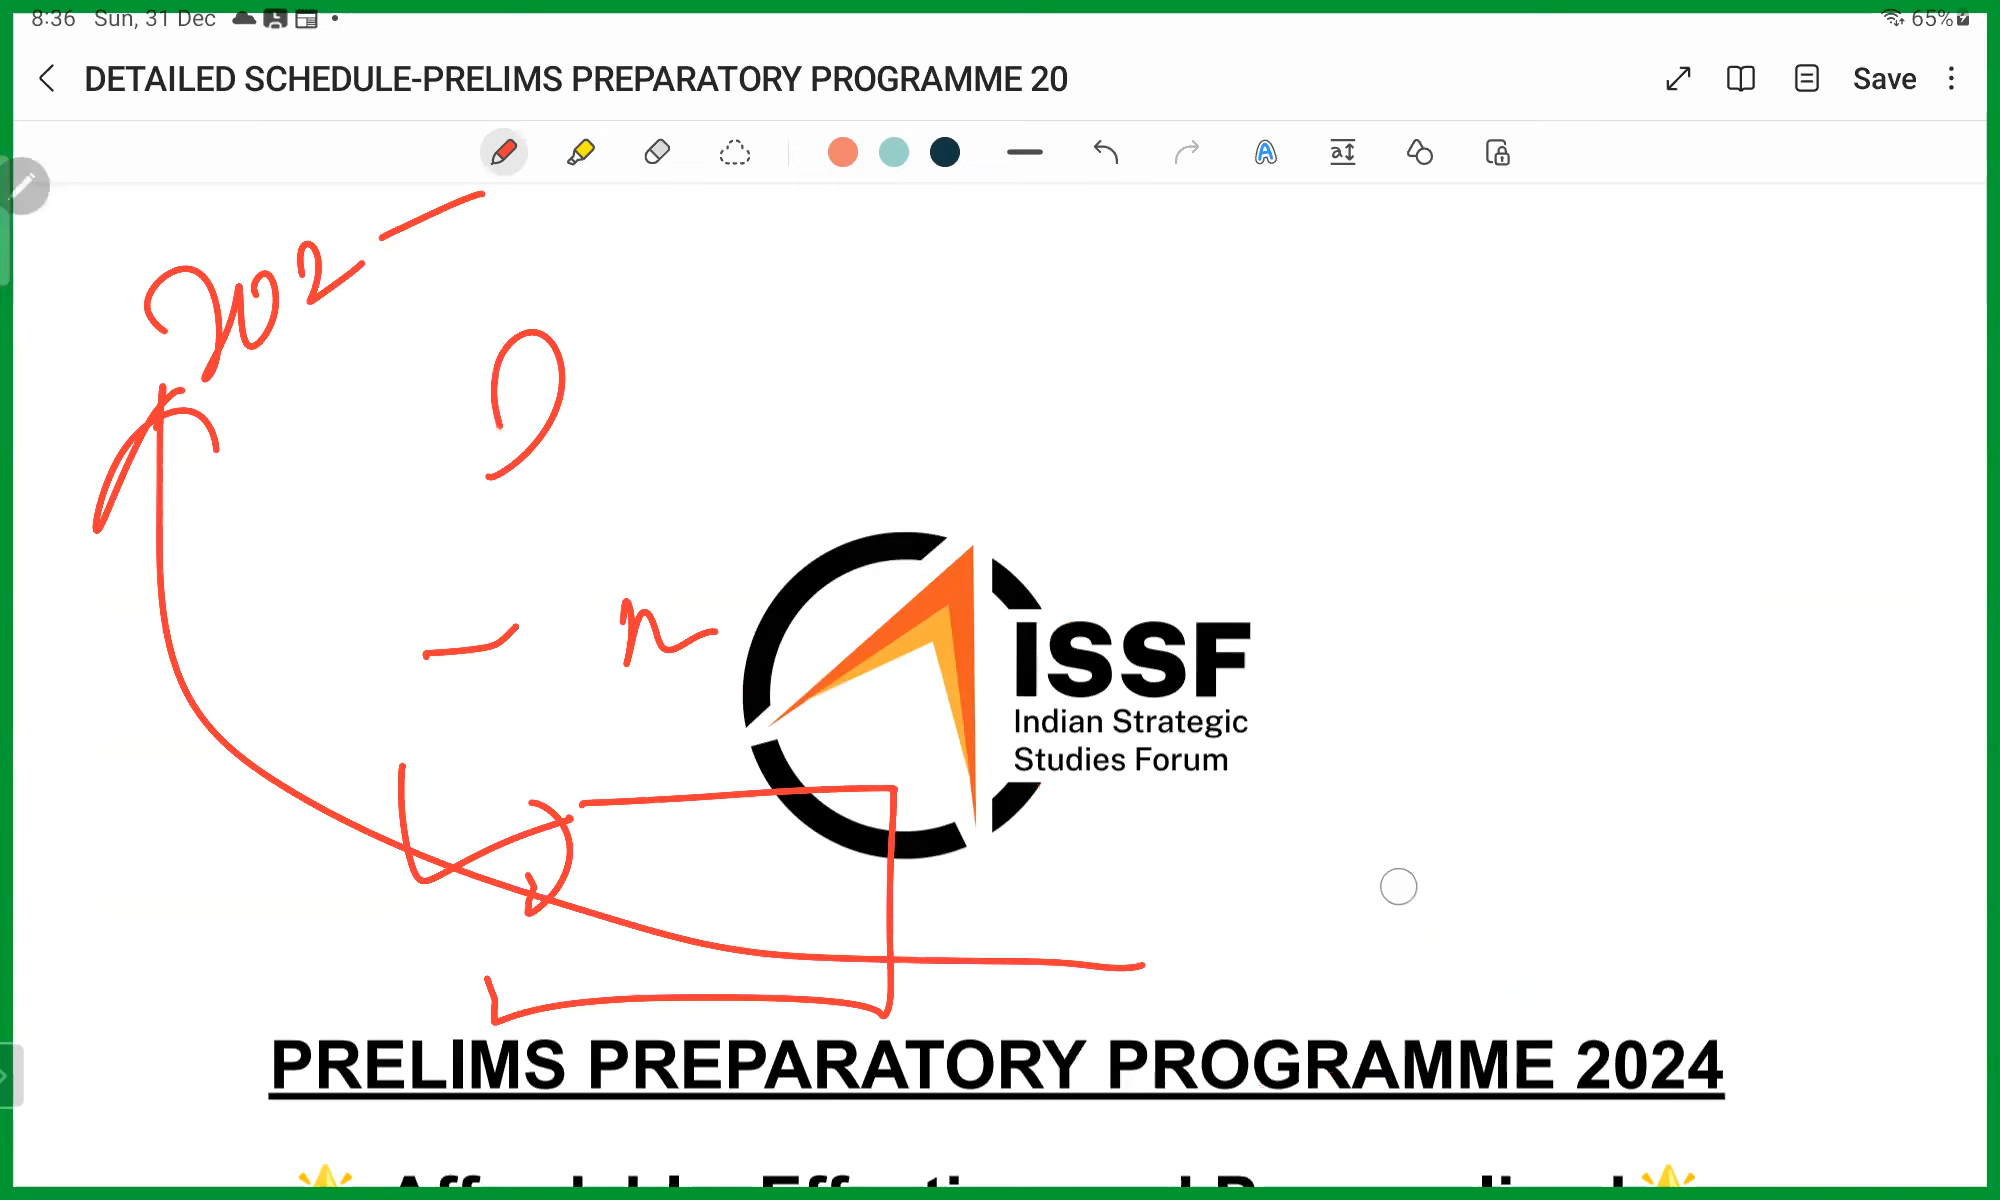 8:36 Sun, 31 Dec 65%
DETAILED SCHEDULE-PRELIMS PREPARATORY PROGRAMME 20 Save
202
ISSF
Indian Strategic
Studies Forum
PRELIMS PREPARATORY PROGRAMME 2024